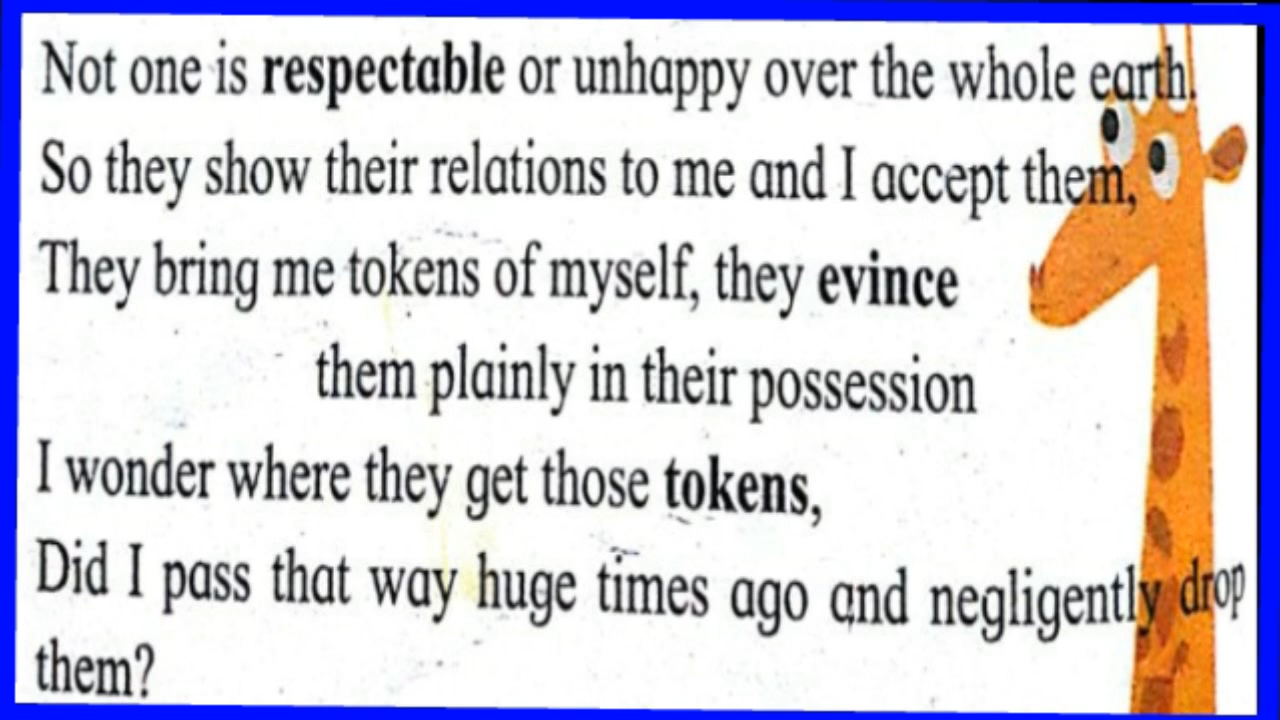 Not one is respectable or unhappy over the whole earth.
So they show their relations to me and I accept them,
They bring me tokens of myself, they evince
them plainly in their possession
I wonder where they get those tokens,
Did I pass that way huge times ago and negligently drop
them?